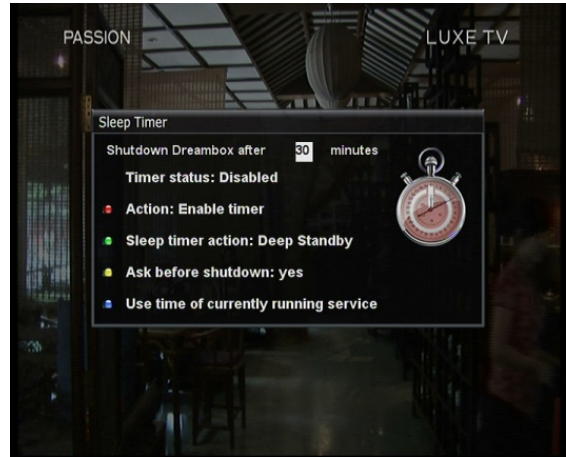 PASSION LUXE TV
Sleep Timer
Shutdown Dreambox after 30 minutes
Timer status: Disabled
Action: Enable timer
Sleep timer action: Deep Standby
Ask before shutdown: yes
Use time of currently running service